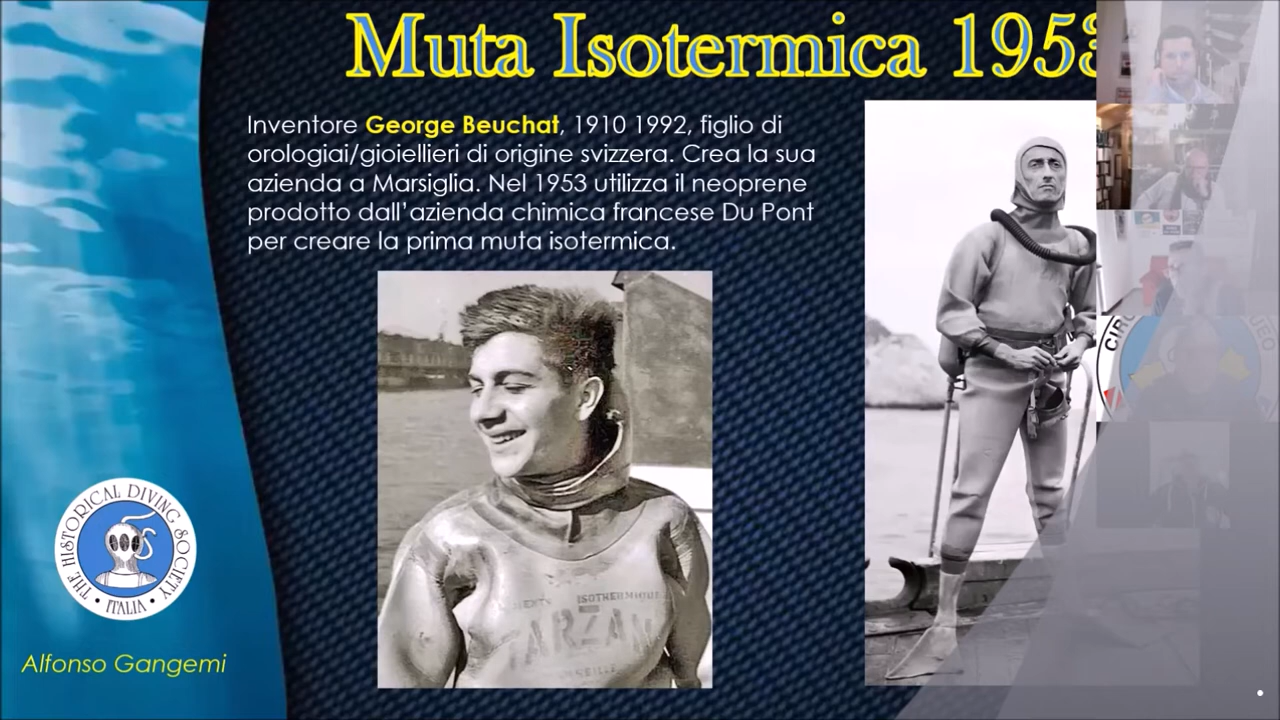 Muta Isotermica 1953
Inventore George Beuchat, 1910 1992, figlio di
orologiai/gioiellieri di origine svizzera. Crea la sua
azienda a Marsiglia. Nel 1953 utilizza il neoprene
prodotto dall'azienda chimica francese Du Pont
per creare la prima muta isotermica.
ISOTHERMIQUE
TARZAN
THE HISTORICAL DIVING SOCIETY
• ITALIA •
Alfonso Gangemi